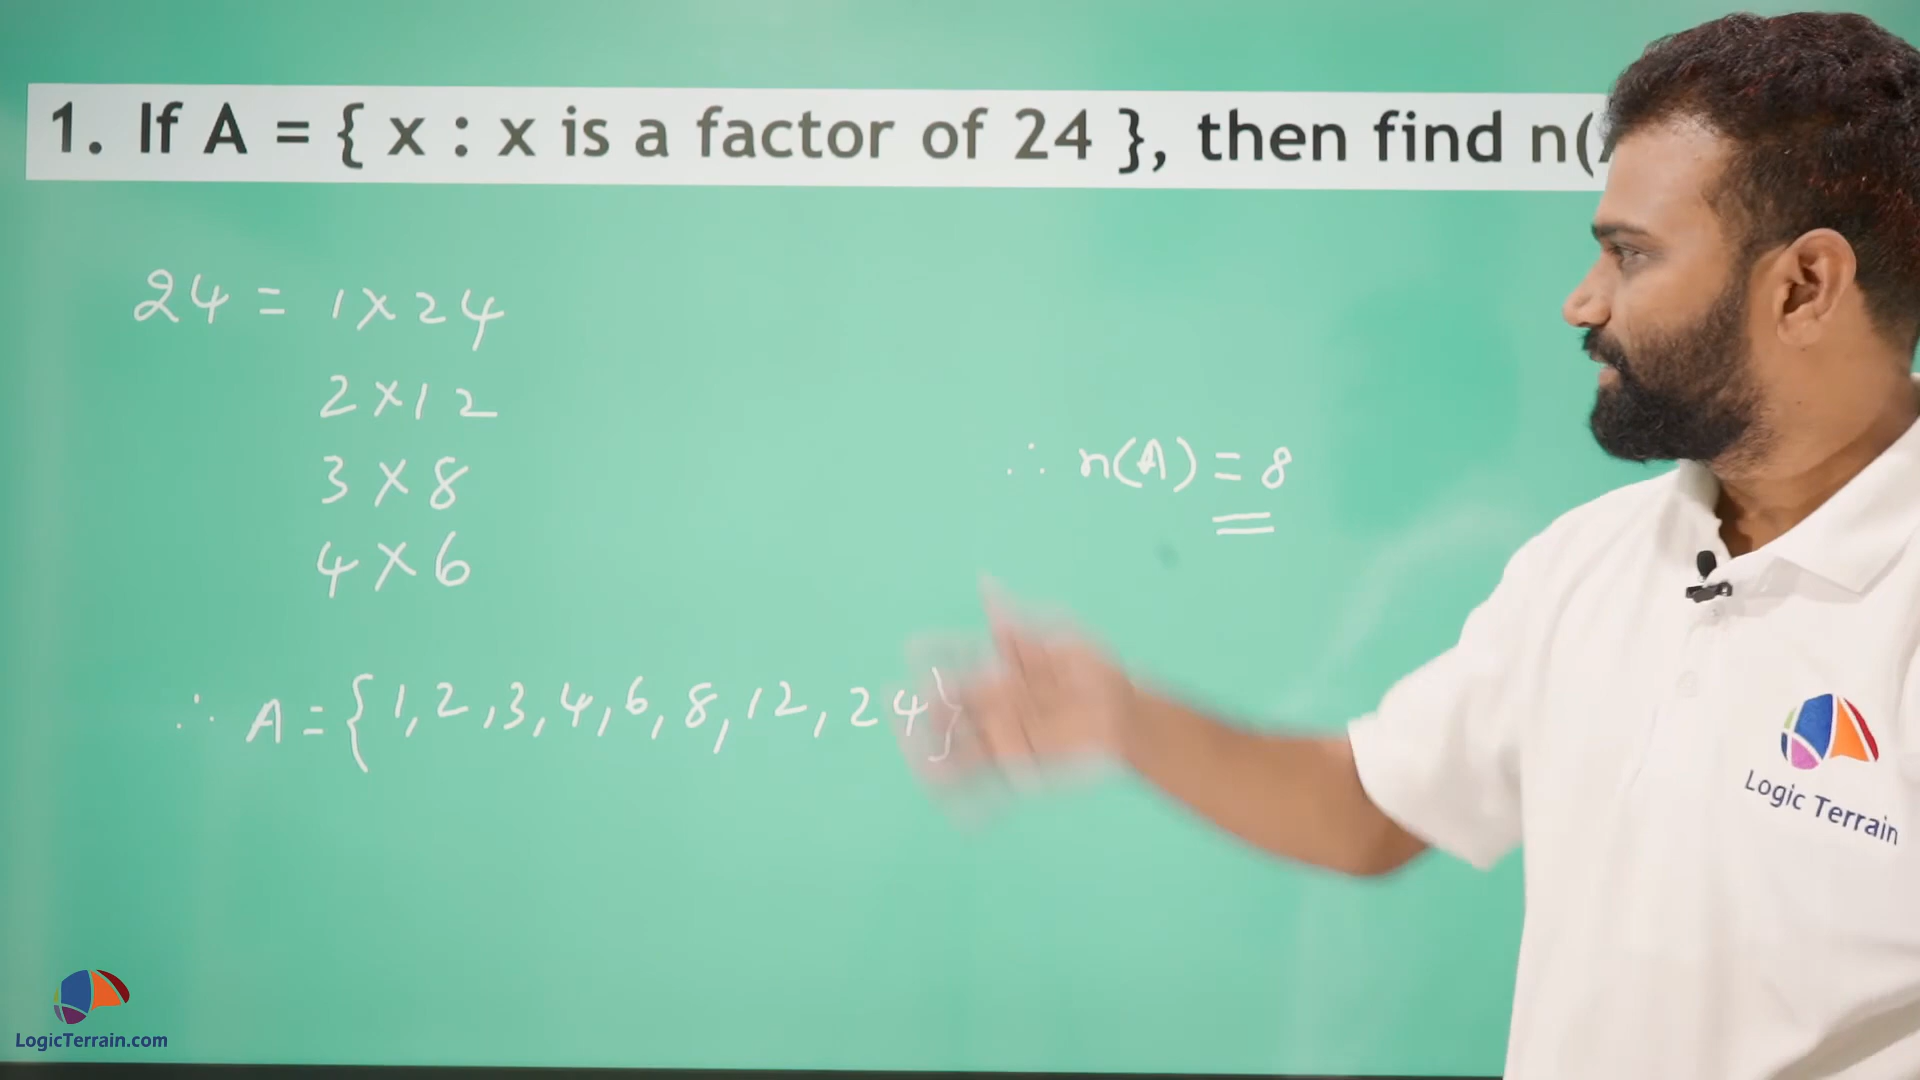 1. If A = { x : x is a factor of 24 }, then find n(
24 = 1 × 24
2 × 12
3 × 8
4 × 6
∴ n(A) = 8
∴ A = {1, 2, 3, 4, 6, 8, 12, 24}
Logic Terrain
LogicTerrain.com